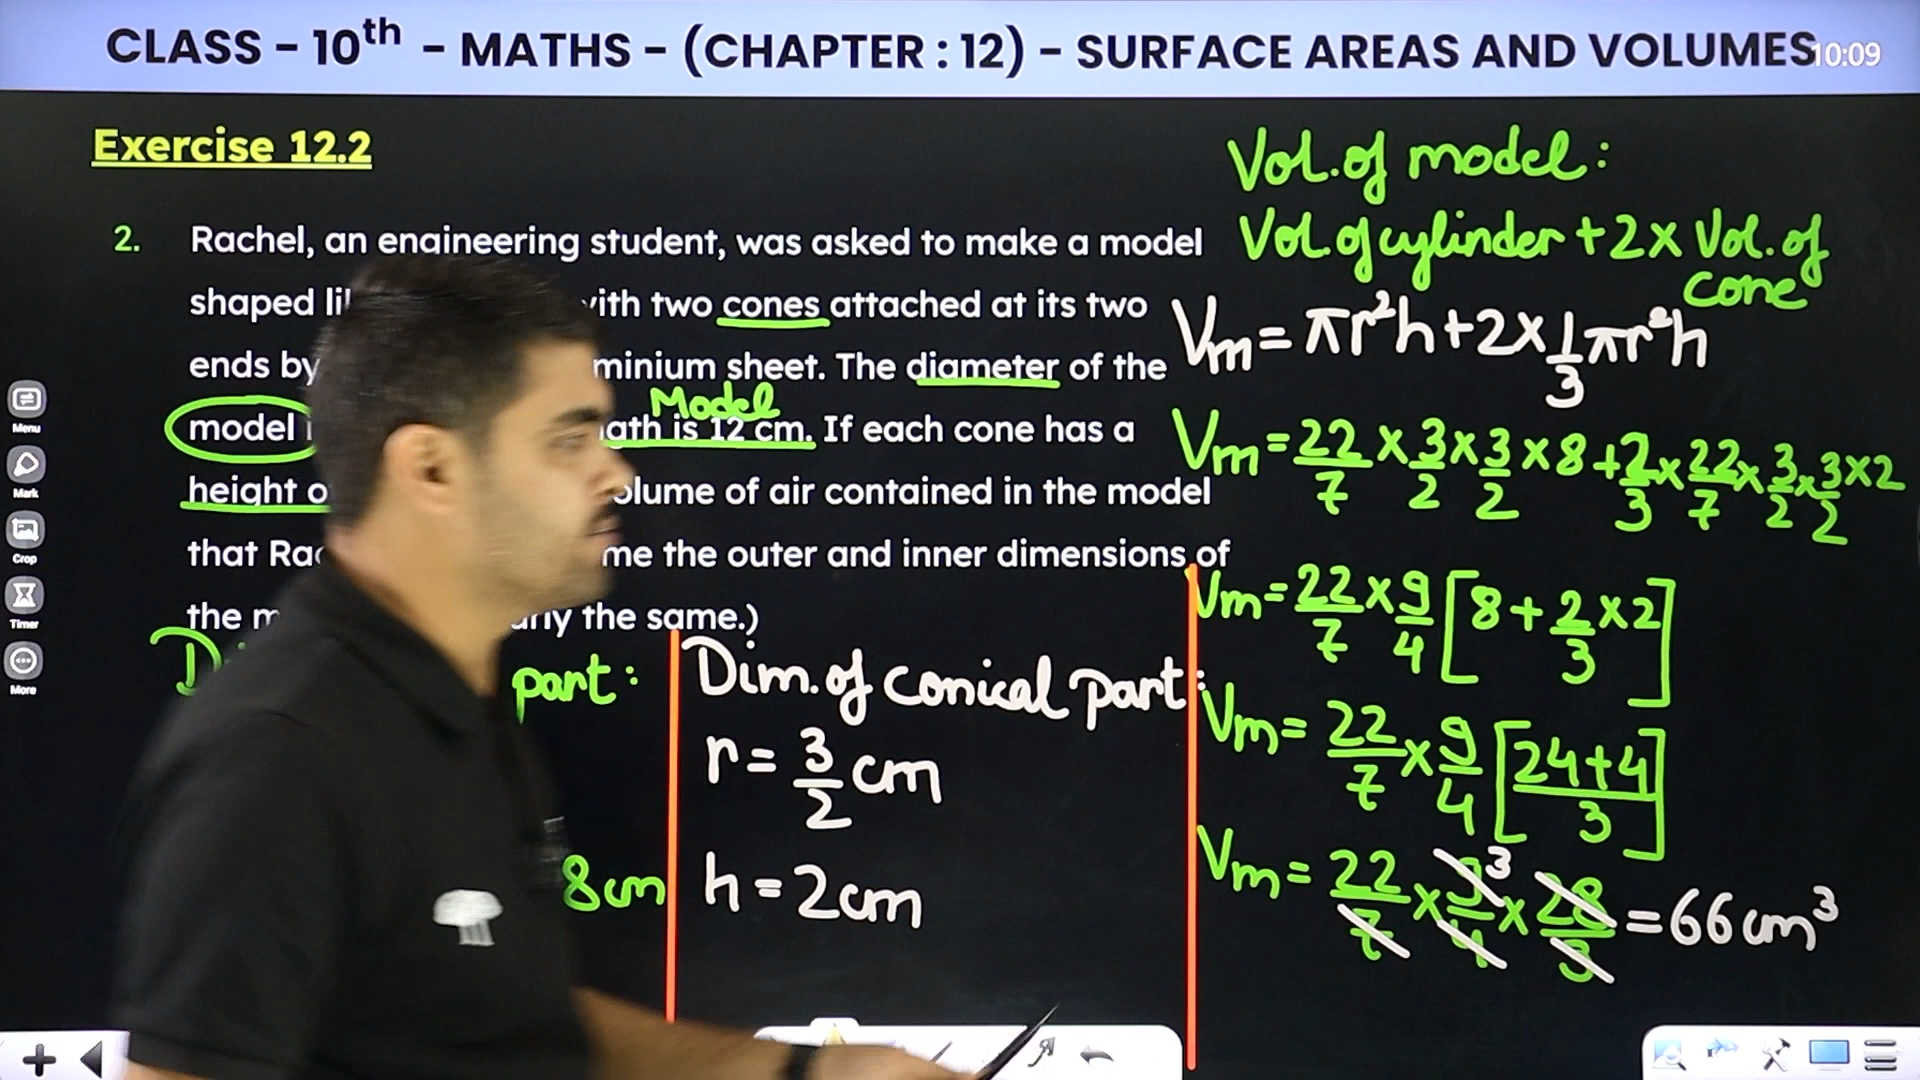 CLASS - 10th - MATHS - (CHAPTER : 12) - SURFACE AREAS AND VOLUMES
10:09
Exercise 12.2
2. Rachel, an engineering student, was asked to make a model
shaped with two cones attached at its two
ends by sheet. The diameter of the
model is 12 cm. If each cone has a
height volume of air contained in the model
that the outer and inner dimensions of
the the same.)
Model
part:
8cm
Dim. of conical part:
r = 3/2 cm
h = 2cm
Vol. of model:
Vol. of cylinder + 2 x Vol. of
cone
Vm = πr²h + 2 × 1/3 πr²h
Vm = 22/7 × 3/2 × 3/2 × 8 + 2/3 × 22/7 × 3/2 × 3/2 × 2
Vm = 22/7 × 9/4 [8 + 2/3 × 2]
Vm = 22/7 × 9/4 [24+4/3]
Vm = 22/7 × 9/4 × 28/3 = 66 cm³
3
Menu
Mark
Crop
Timer
More